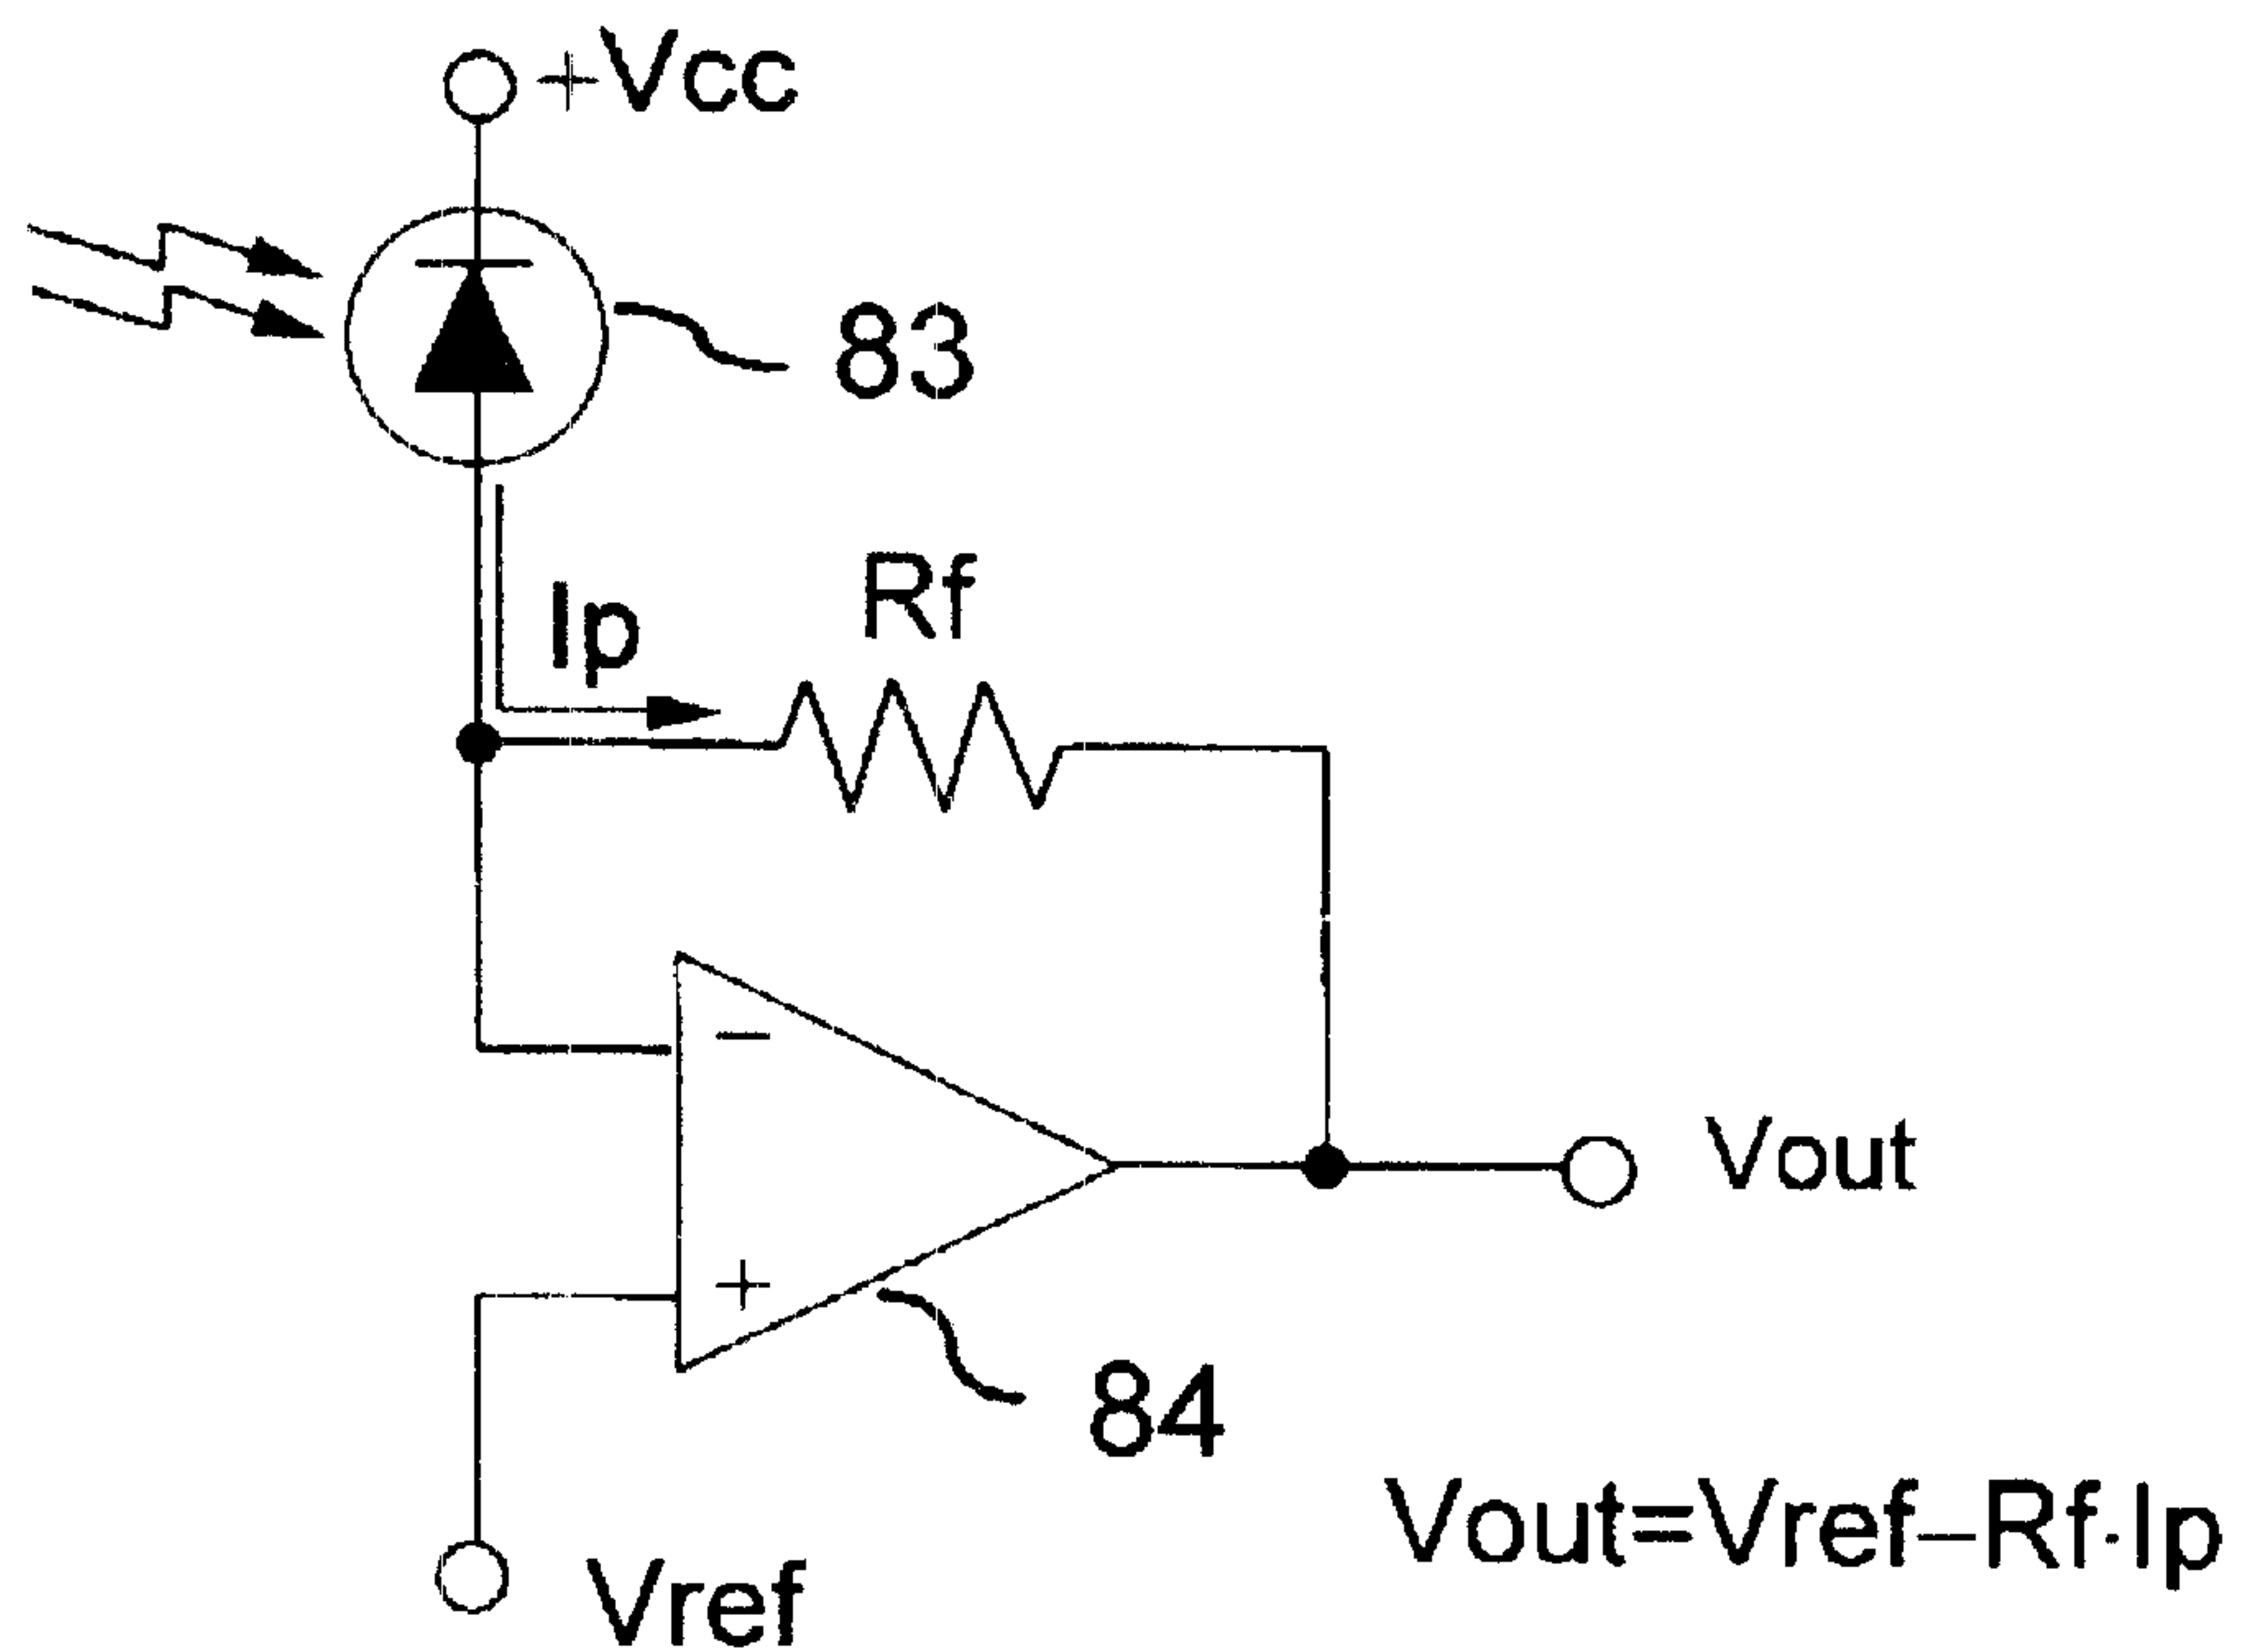 +Vcc
83
Rf
Ip
−
Vout
+
84
Vout=Vref−Rf·Ip
Vref